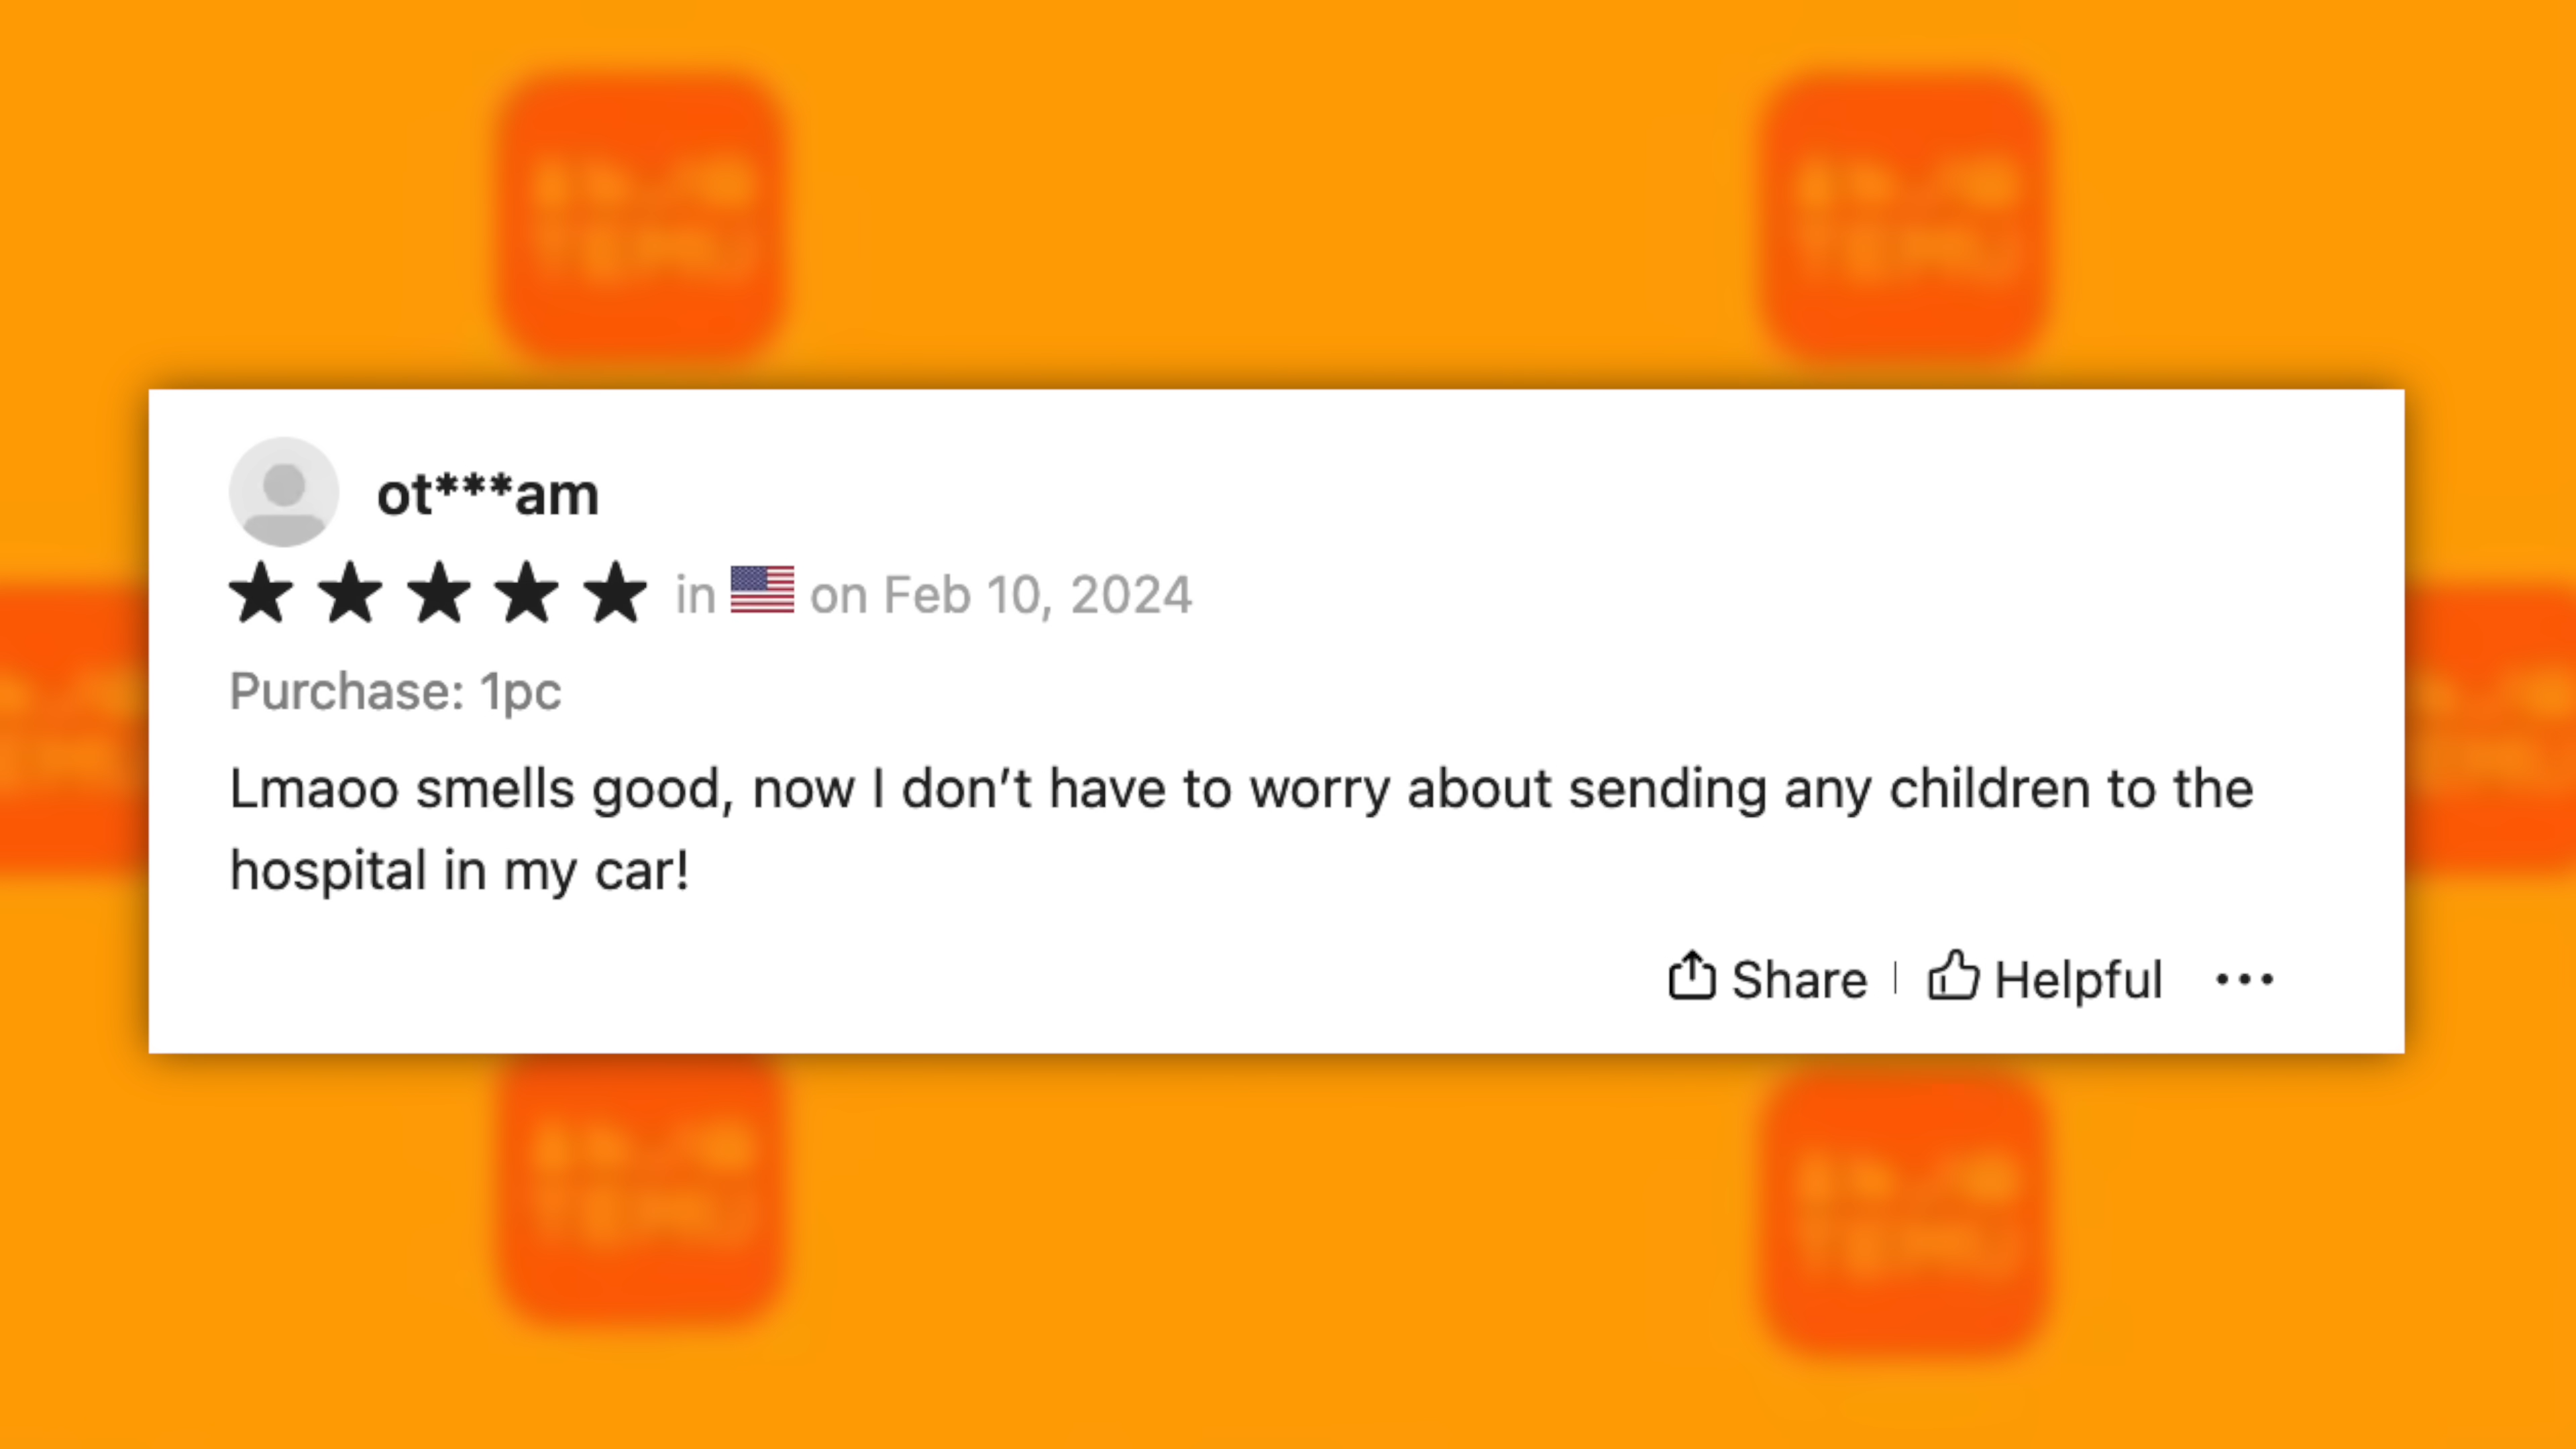 ot***am
in on Feb 10, 2024
Purchase: 1pc
Lmaoo smells good, now I don’t have to worry about sending any children to the
hospital in my car!
Share | Helpful ...